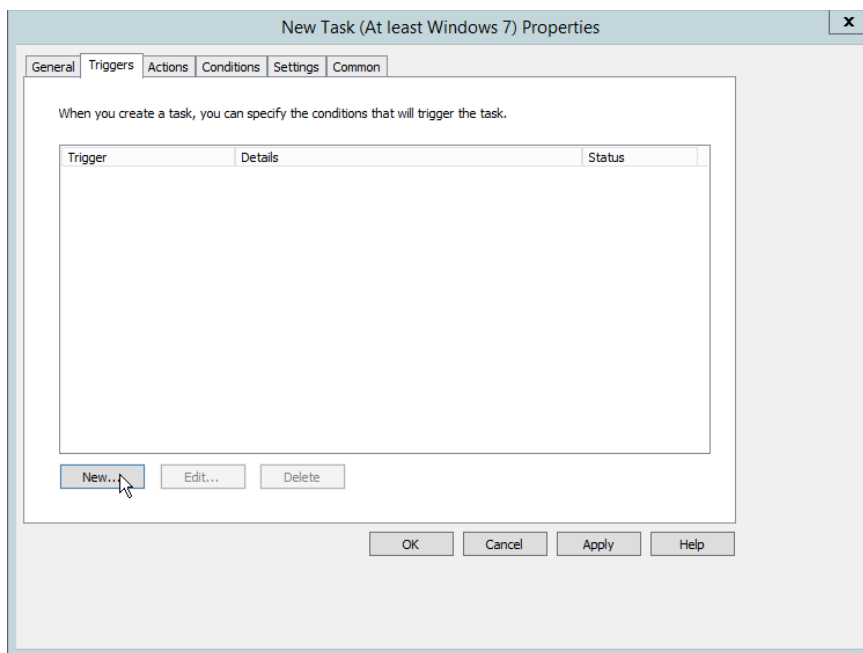 New Task (At least Windows 7) Properties
x
General Triggers Actions Conditions Settings Common
When you create a task, you can specify the conditions that will trigger the task.
Trigger Details Status
New... Edit... Delete
OK Cancel Apply Help